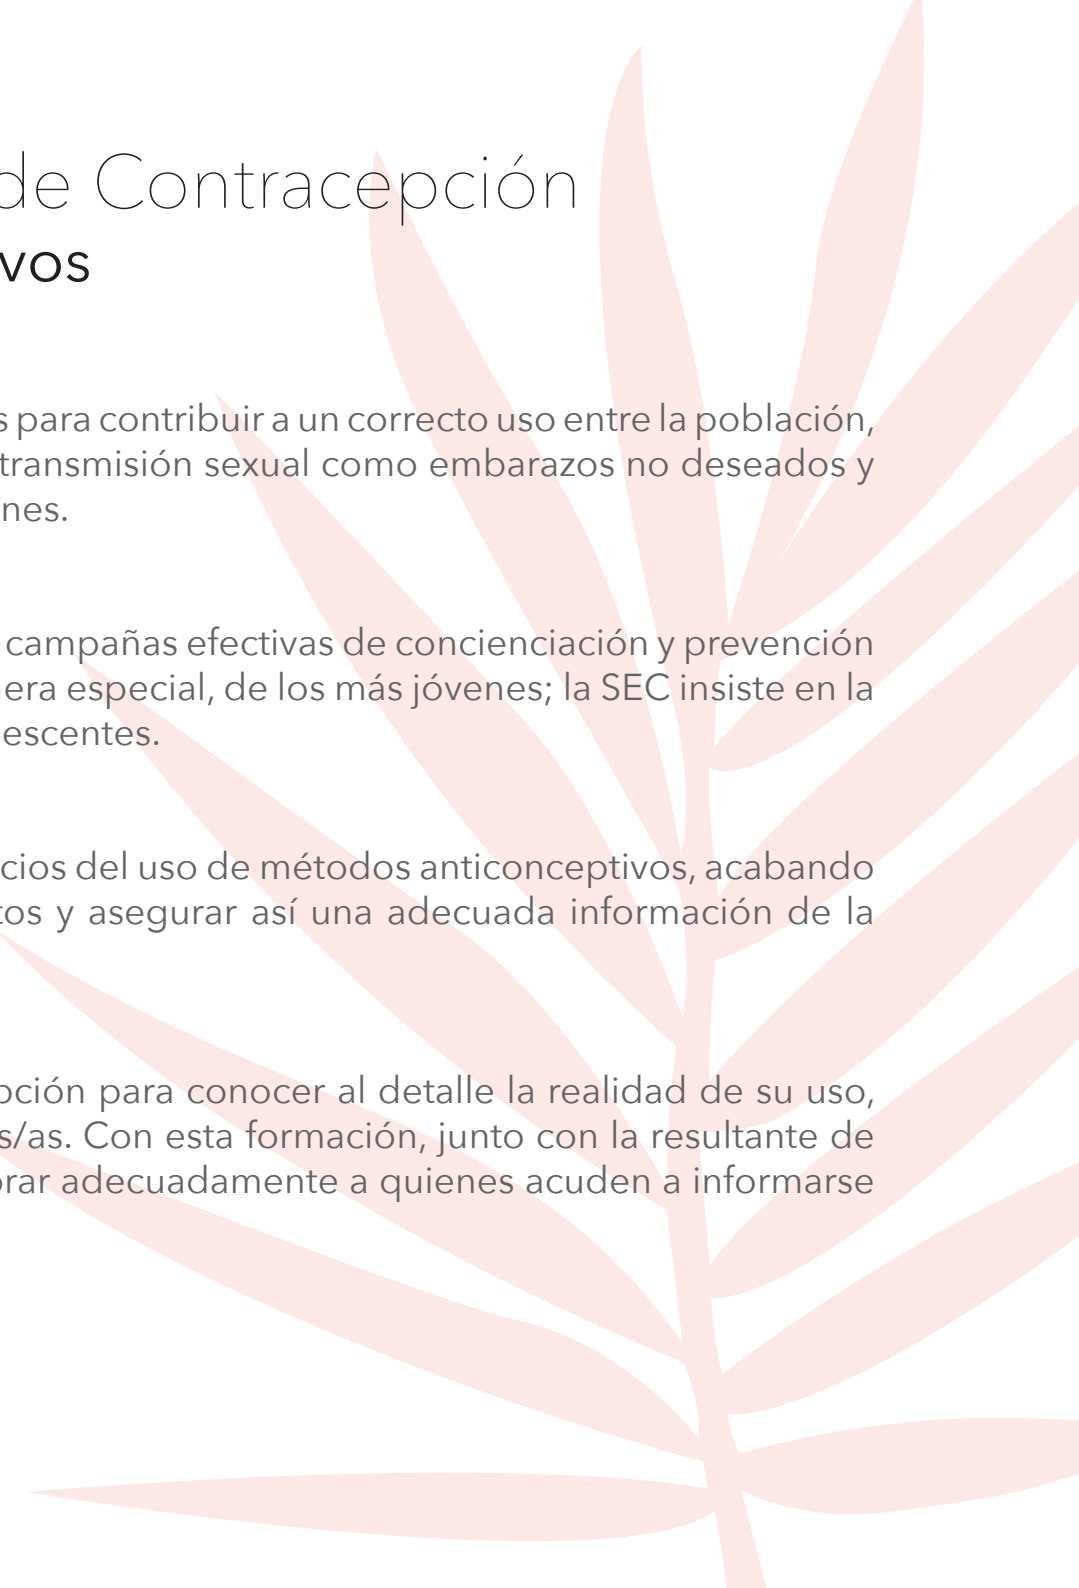 de Contracepción
vos
s para contribuir a un correcto uso entre la población,
transmisión sexual como embarazos no deseados y
nes.
campañas efectivas de concienciación y prevención
era especial, de los más jóvenes; la SEC insiste en la
escentes.
cios del uso de métodos anticonceptivos, acabando
tos y asegurar así una adecuada información de la
pción para conocer al detalle la realidad de su uso,
s/as. Con esta formación, junto con la resultante de
orar adecuadamente a quienes acuden a informarse